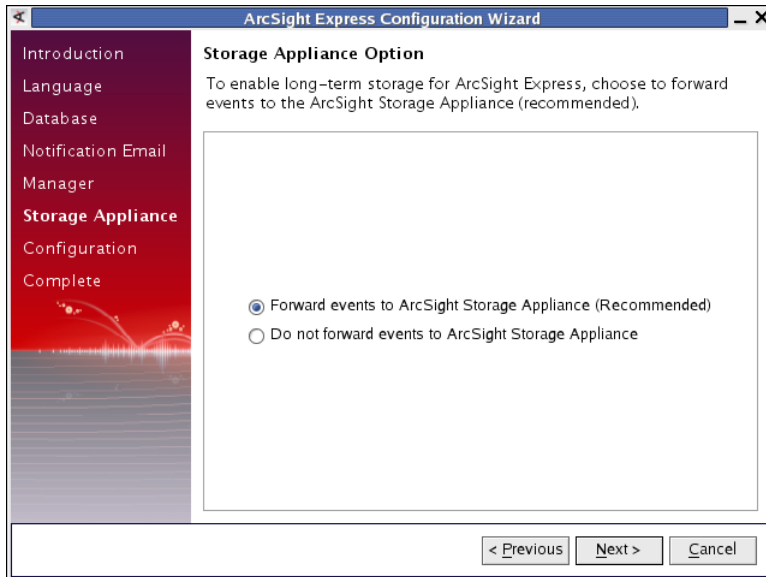 ArcSight Express Configuration Wizard
Introduction
Language
Database
Notification Email
Manager
Storage Appliance
Configuration
Complete
Storage Appliance Option
To enable long-term storage for ArcSight Express, choose to forward
events to the ArcSight Storage Appliance (recommended).
Forward events to ArcSight Storage Appliance (Recommended)
Do not forward events to ArcSight Storage Appliance
< Previous
Next >
Cancel